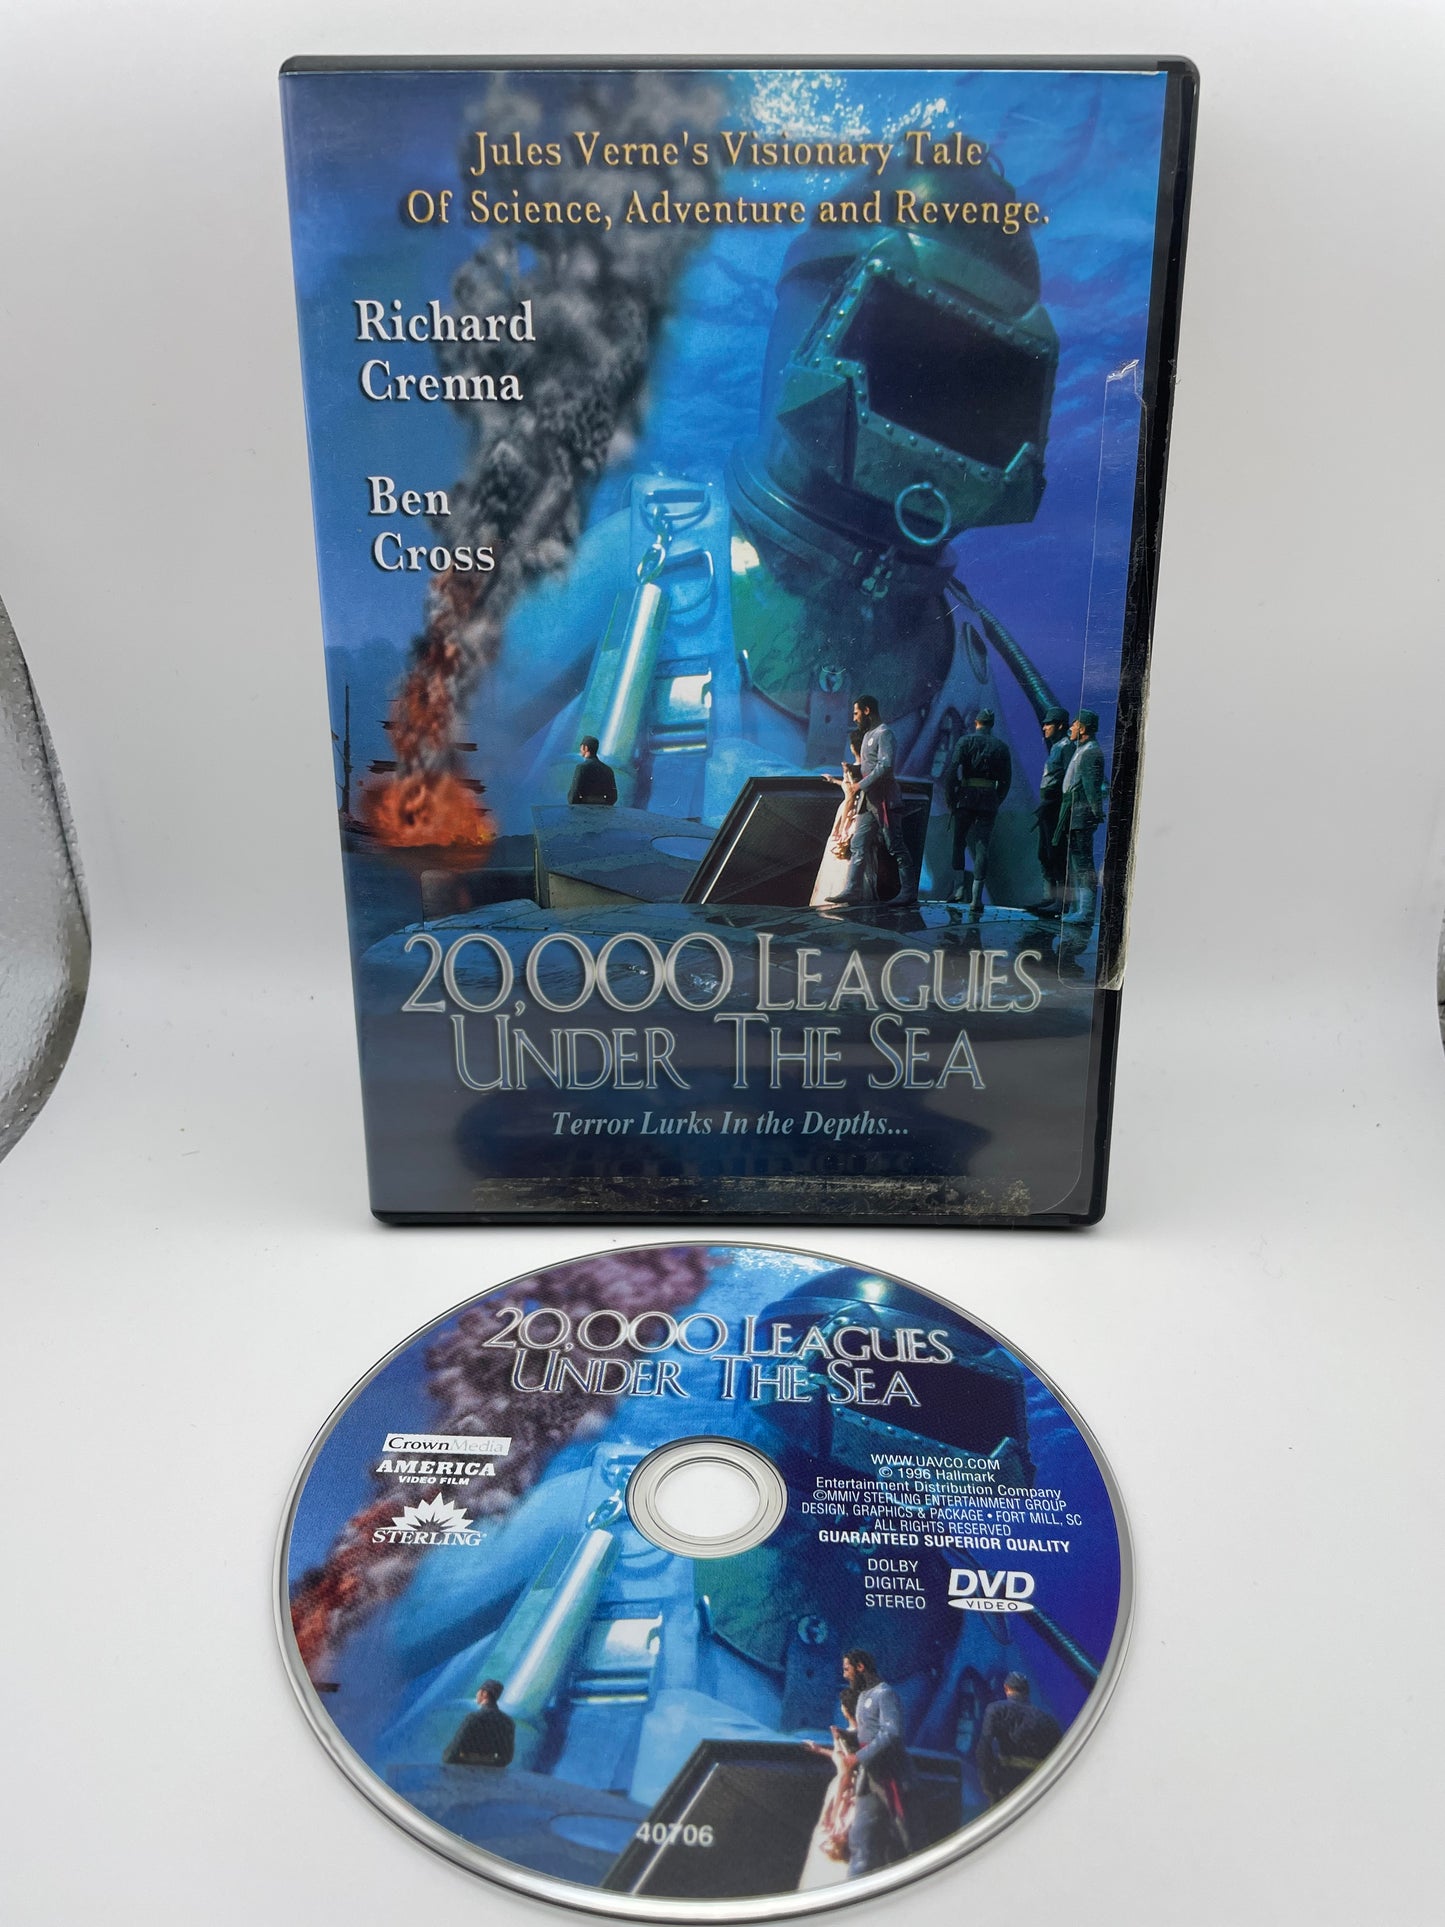 Jules Verne's Visionary Tale
Of Science, Adventure and Revenge.
Richard
Crenna
Ben
Cross
20,000 LEAGUES
UNDER THE SEA
Terror Lurks In the Depths...
20,000 LEAGUES
UNDER THE SEA
CrownMedia
AMERICA
VIDEO FILM
STERLING
WWW.UAVCO.COM
© 1996 Hallmark
Entertainment Distribution Company
©MMIV STERLING ENTERTAINMENT GROUP
DESIGN, GRAPHICS & PACKAGE • FORT MILL, SC
ALL RIGHTS RESERVED
GUARANTEED SUPERIOR QUALITY
DOLBY
DIGITAL
STEREO
DVD
VIDEO
40706